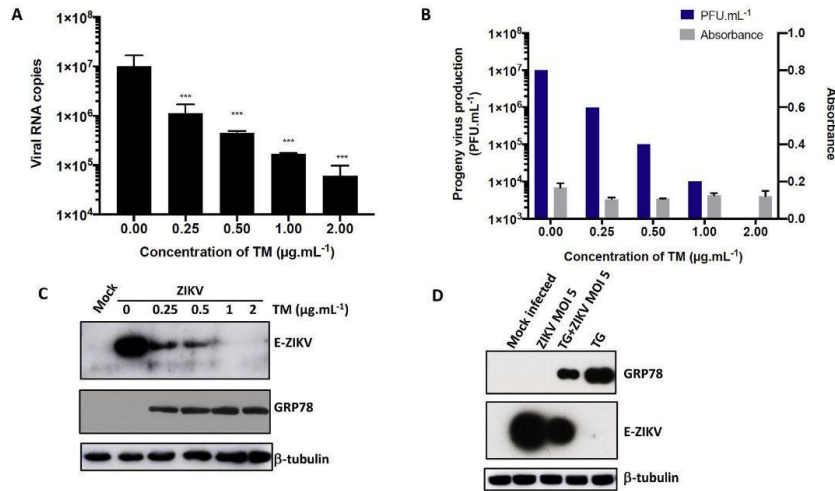 A
Viral RNA copies
1×10⁸
1×10⁷
1×10⁶
1×10⁵
1×10⁴
***
***
***
***
0.00 0.25 0.50 1.00 2.00
Concentration of TM (µg.mL⁻¹)
B
PFU.mL⁻¹
Absorbance
Progeny virus production
(PFU.mL⁻¹)
1×10⁸
1×10⁷
1×10⁶
1×10⁵
1×10⁴
1×10³
1.0
0.8
0.6
0.4
0.2
0.0
Absorbance
0.00 0.25 0.50 1.00 2.00
Concentration of TM (µg.mL⁻¹)
C
Mock
ZIKV
0 0.25 0.5 1 2 TM (µg.mL⁻¹)
E-ZIKV
GRP78
β-tubulin
D
Mock infected
ZIKV MOI 5
TG+ZIKV MOI 5
TG
GRP78
E-ZIKV
β-tubulin